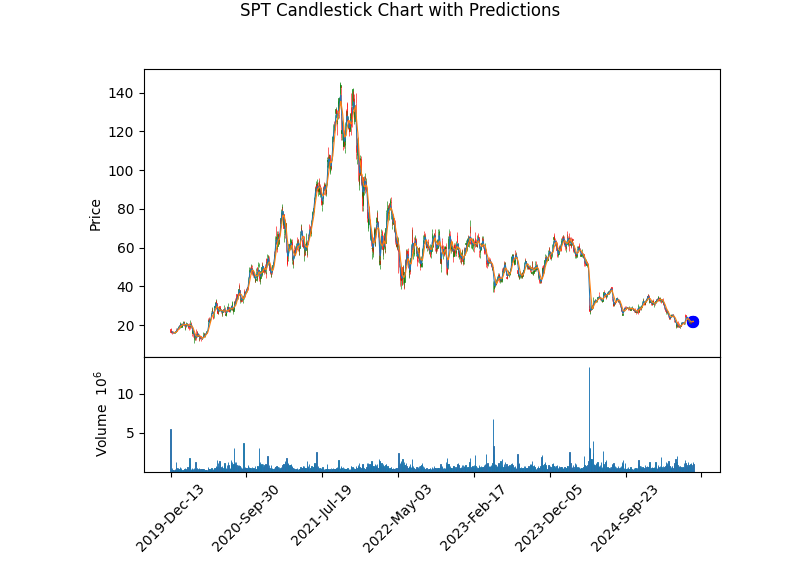 SPT Candlestick Chart with Predictions
Price
140
120
100
80
60
40
20
Volume 10^6
10
5
2019-Dec-13
2020-Sep-30
2021-Jul-19
2022-May-03
2023-Feb-17
2023-Dec-05
2024-Sep-23